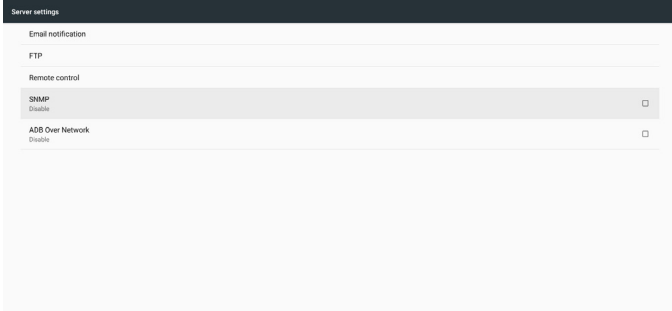 Server settings
Email notification
FTP
Remote control
SNMP
Disable
ADB Over Network
Disable